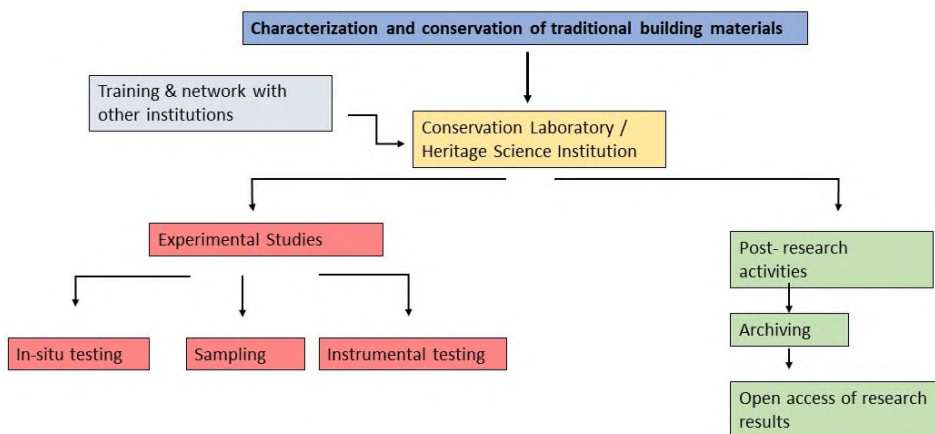 Characterization and conservation of traditional building materials
Training & network with
other institutions
Conservation Laboratory /
Heritage Science Institution
Experimental Studies
Post- research
activities
In-situ testing
Sampling
Instrumental testing
Archiving
Open access of research
results